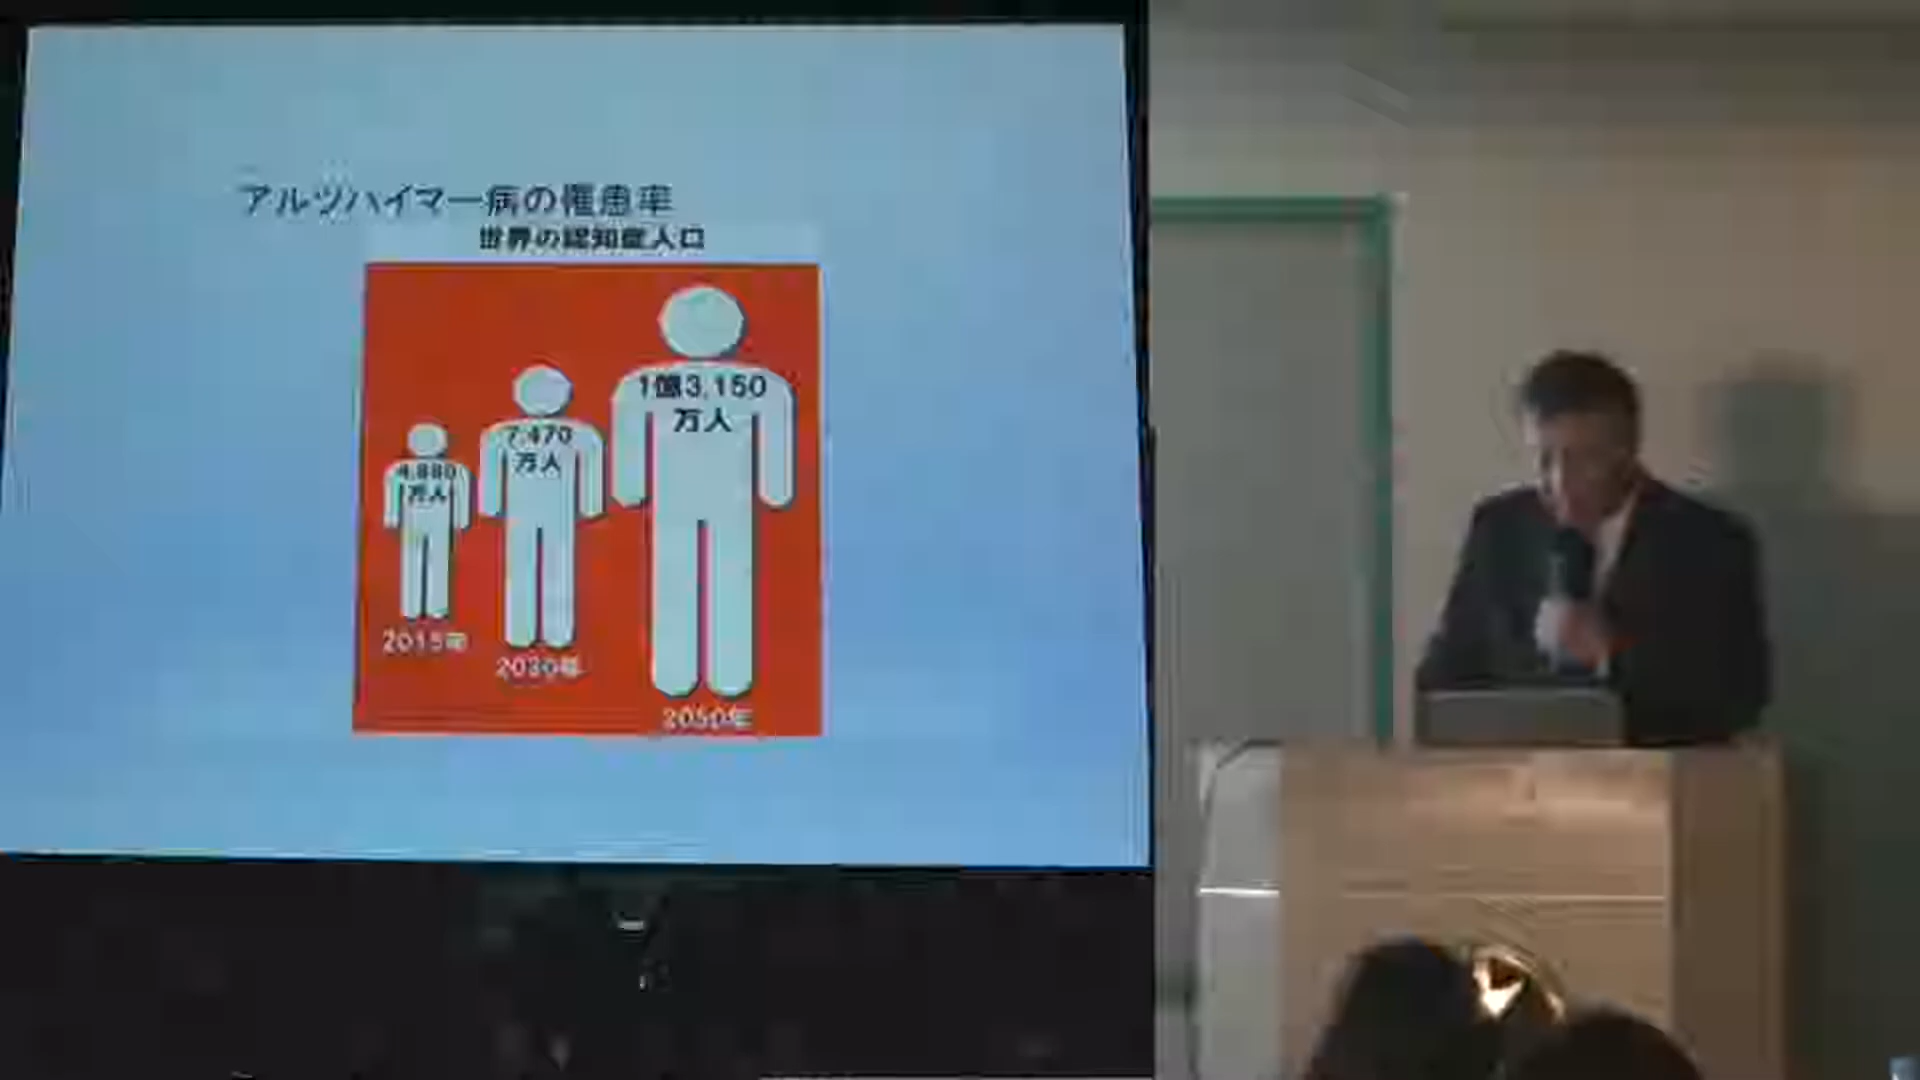 アルツハイマー病の罹患率
世界の認知症人口
1億3,150
万人
7,470
万人
4,680
万人
2015年
2030年
2050年